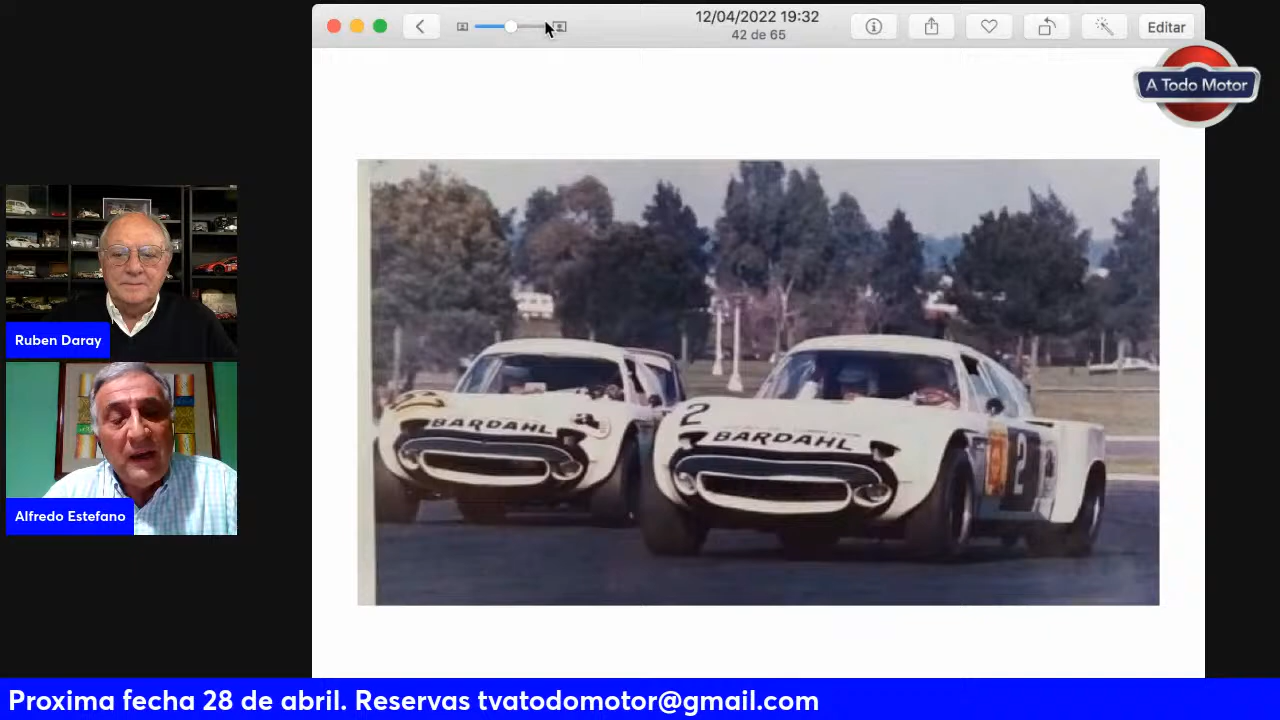 12/04/2022 19:32
42 de 65
Editar
A Todo Motor
Ruben Daray
Alfredo Estefano
BARDAHL
2
BARDAHL
2
Proxima fecha 28 de abril. Reservas tvatodomotor@gmail.com